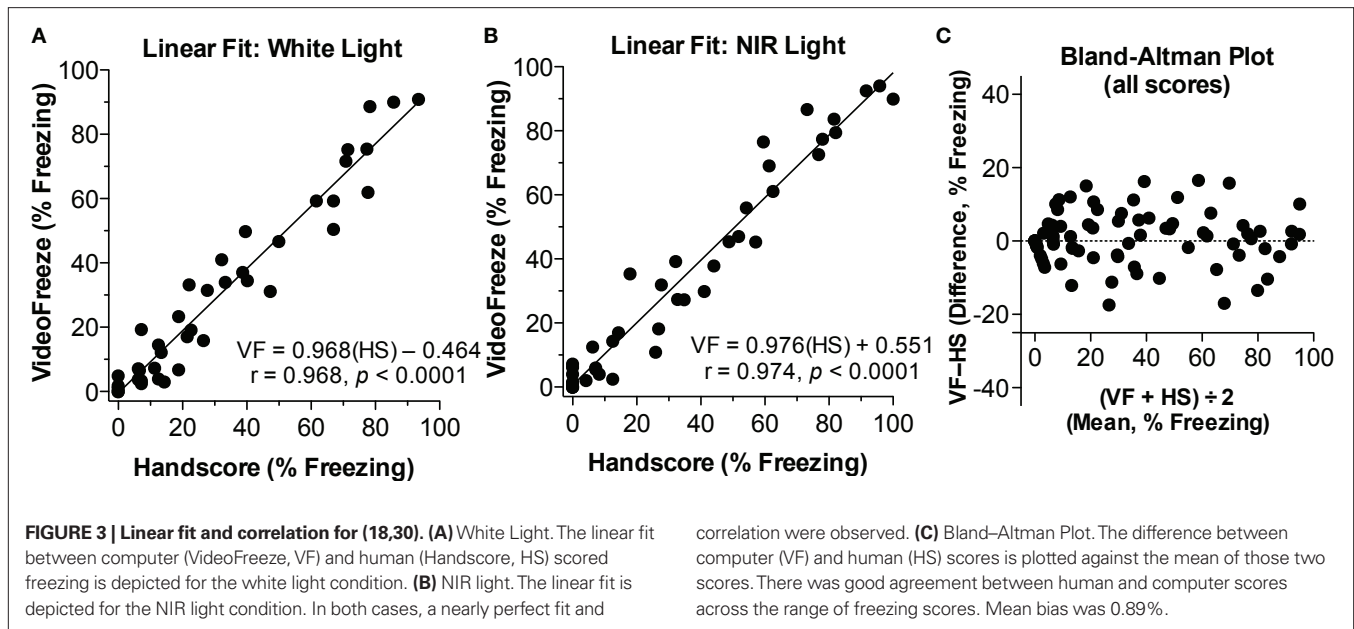 A
Linear Fit: White Light
100
80
60
40
20
0
VideoFreeze (% Freezing)
VF = 0.968(HS) – 0.464
r = 0.968, p < 0.0001
0 20 40 60 80 100
Handscore (% Freezing)
B
Linear Fit: NIR Light
100
80
60
40
20
0
VideoFreeze (% Freezing)
VF = 0.976(HS) + 0.551
r = 0.974, p < 0.0001
0 20 40 60 80 100
Handscore (% Freezing)
C
Bland-Altman Plot
(all scores)
40
20
0
-20
-40
VF–HS (Difference, % Freezing)
0 20 40 60 80 100
(VF + HS) ÷ 2
(Mean, % Freezing)
FIGURE 3 | Linear fit and correlation for (18,30). (A) White Light. The linear fit
between computer (VideoFreeze, VF) and human (Handscore, HS) scored
freezing is depicted for the white light condition. (B) NIR light. The linear fit is
depicted for the NIR light condition. In both cases, a nearly perfect fit and
correlation were observed. (C) Bland–Altman Plot. The difference between
computer (VF) and human (HS) scores is plotted against the mean of those two
scores. There was good agreement between human and computer scores
across the range of freezing scores. Mean bias was 0.89%.